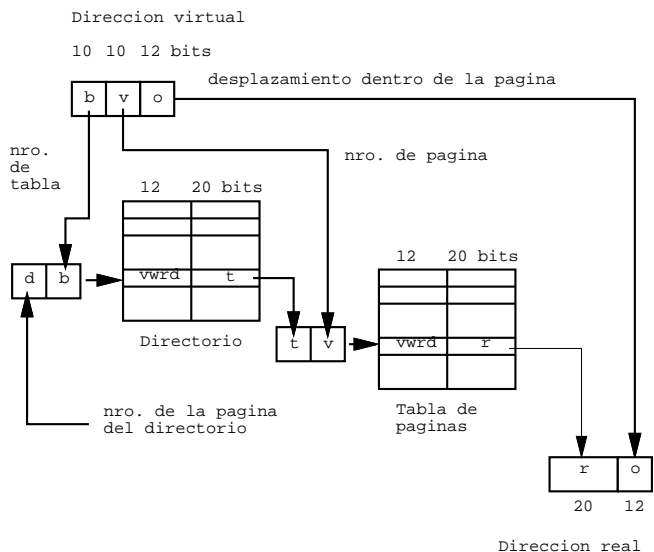 Direccion virtual
10 10 12 bits
desplazamiento dentro de la pagina
b v o
nro.
de
tabla
nro. de pagina
12 20 bits
12 20 bits
d b
vwrd t
Directorio
t v
vwrd r
nro. de la pagina
del directorio
Tabla de
paginas
r o
20 12
Direccion real